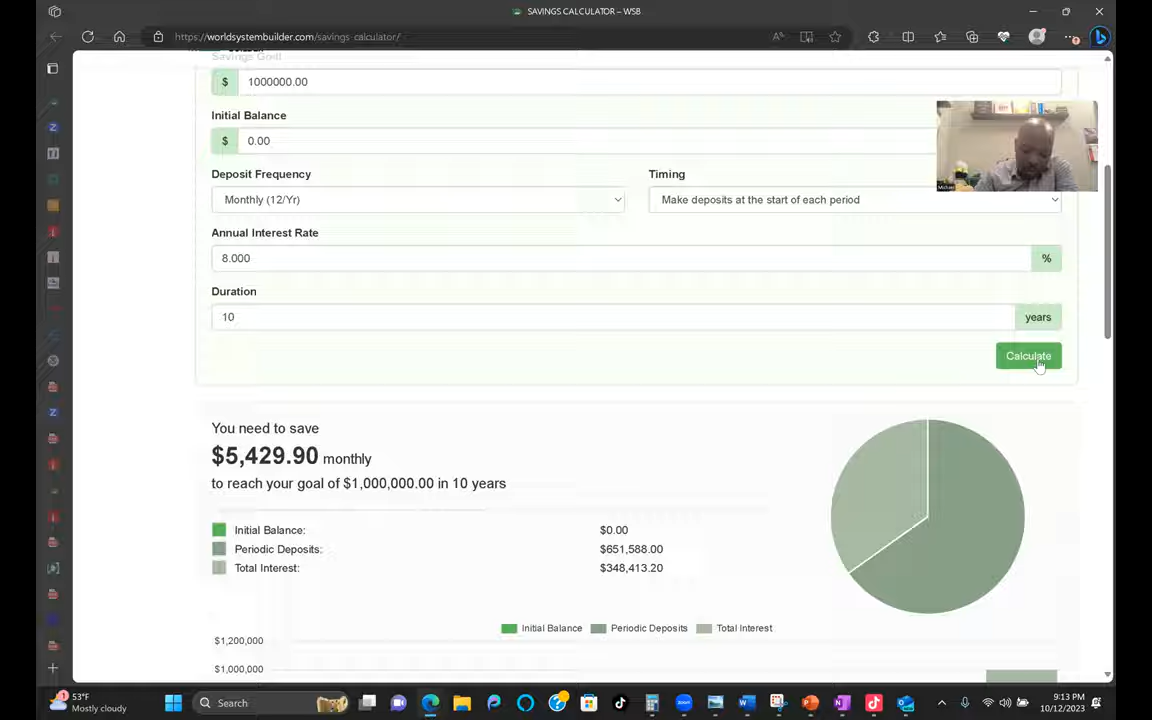 SAVINGS CALCULATOR – WSB
https://worldsystembuilder.com/savings-calculator/
Savings Goal
$ 1000000.00
Initial Balance
$ 0.00
Deposit Frequency
Timing
Monthly (12/Yr)
Make deposits at the start of each period
Annual Interest Rate
8.000 %
Duration
10 years
Calculate
You need to save
$5,429.90 monthly
to reach your goal of $1,000,000.00 in 10 years
Initial Balance: $0.00
Periodic Deposits: $651,588.00
Total Interest: $348,413.20
Initial Balance Periodic Deposits Total Interest
$1,200,000
$1,000,000
53°F
Mostly cloudy
Search
9:13 PM
10/12/2023